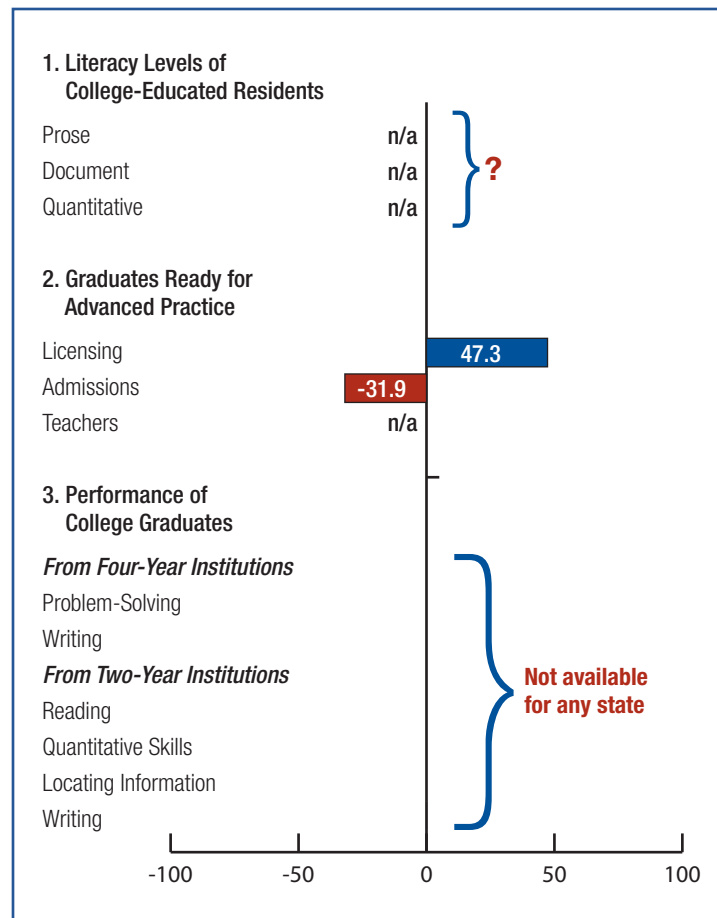 1. Literacy Levels of
College-Educated Residents
Prose n/a
Document n/a
Quantitative n/a
?
2. Graduates Ready for
Advanced Practice
Licensing 47.3
Admissions -31.9
Teachers n/a
3. Performance of
College Graduates
From Four-Year Institutions
Problem-Solving
Writing
From Two-Year Institutions
Reading
Quantitative Skills
Locating Information
Writing
Not available
for any state
-100 -50 0 50 100